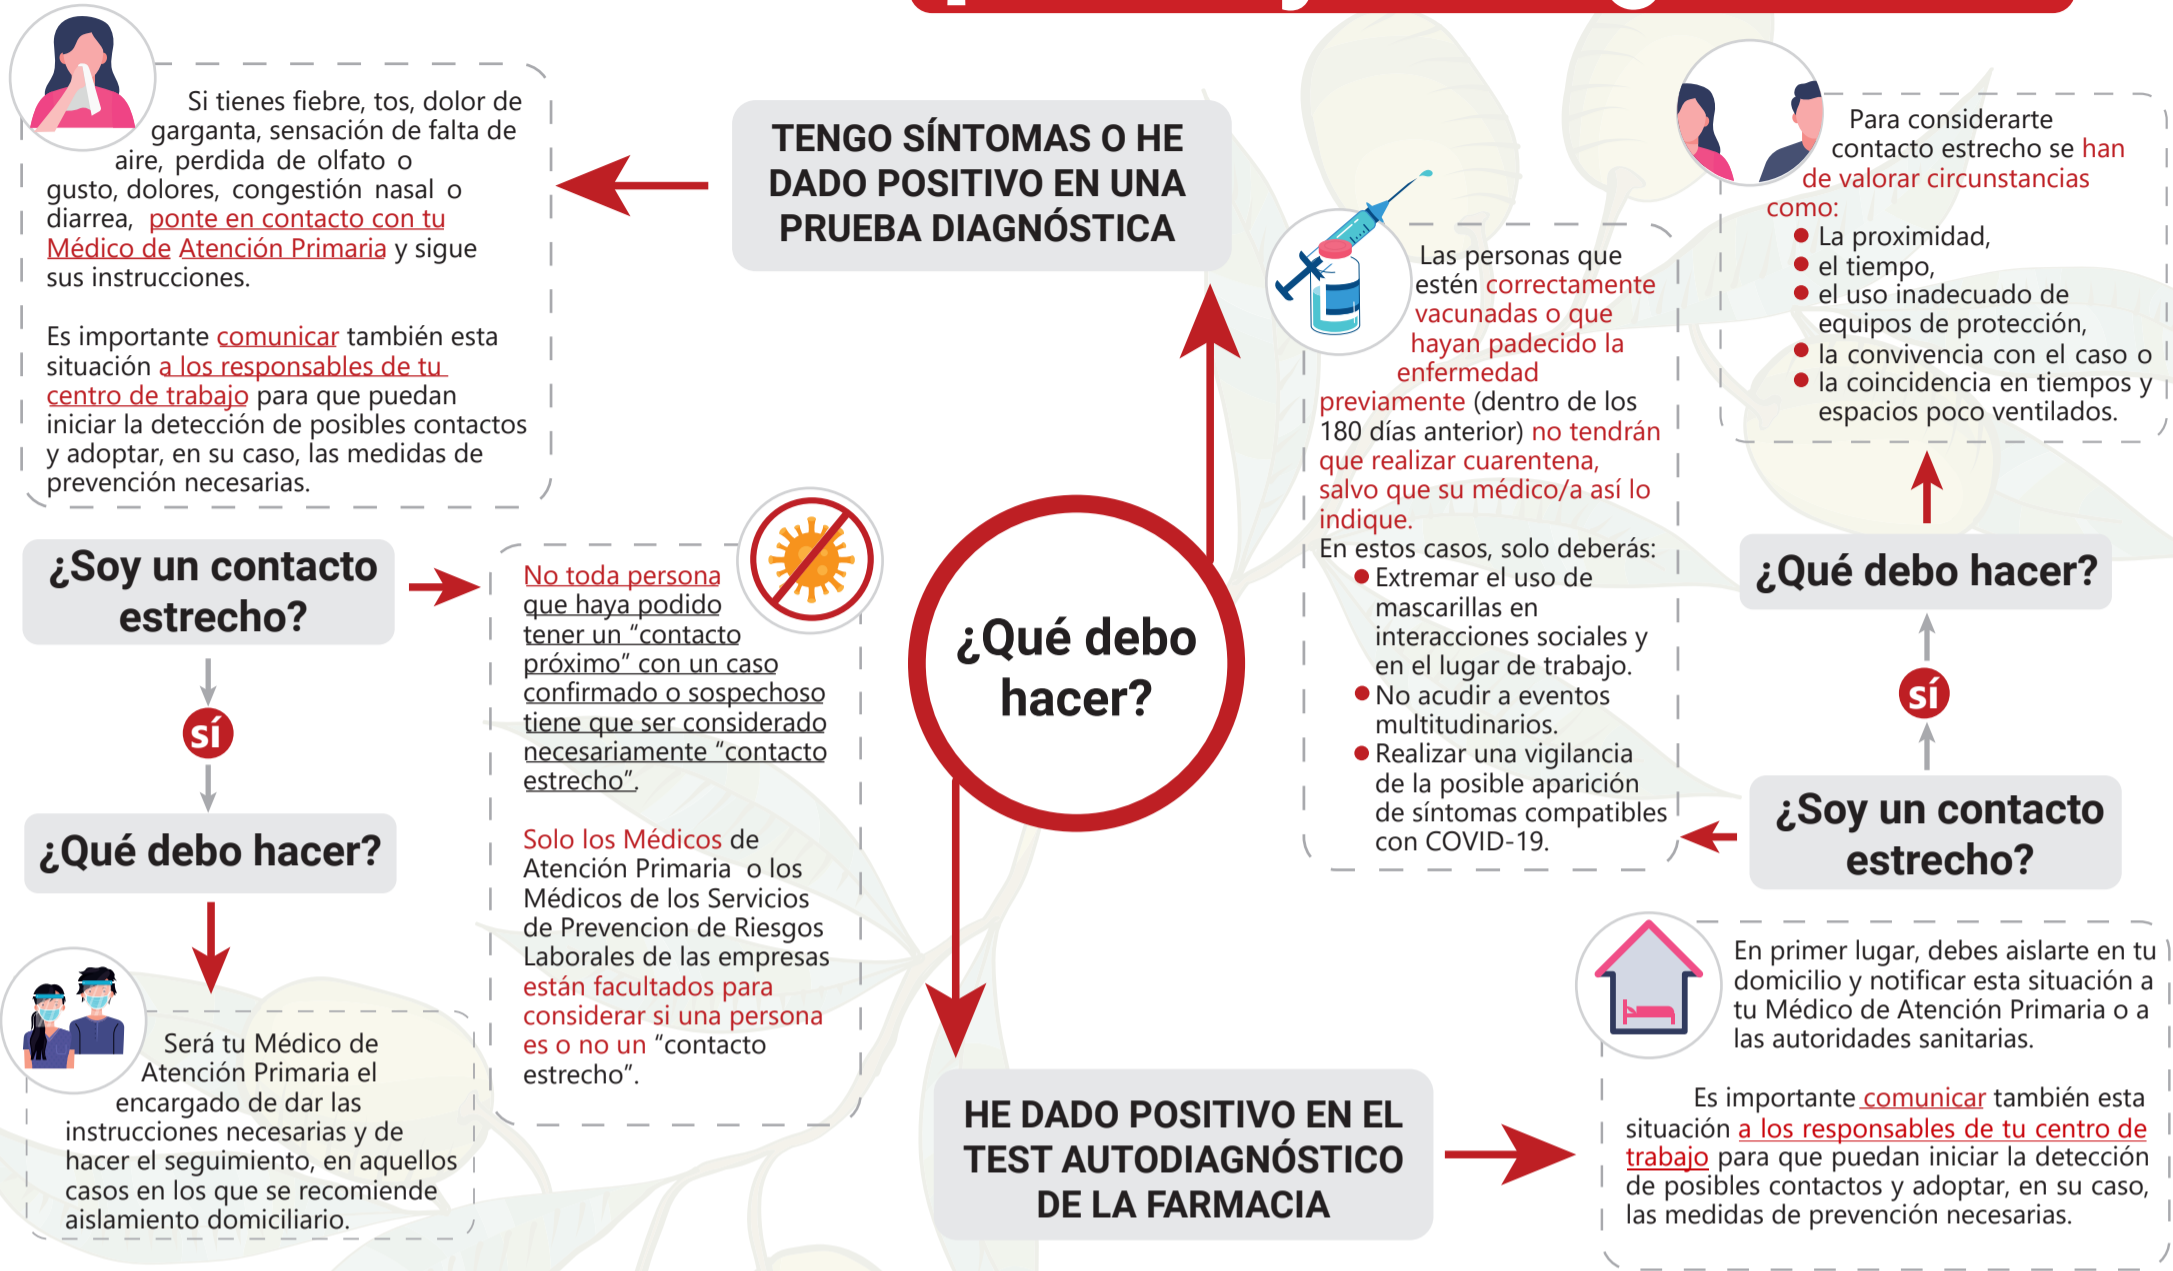 Si tienes fiebre, tos, dolor de
garganta, sensación de falta de
aire, perdida de olfato o
gusto, dolores, congestión nasal o
diarrea, ponte en contacto con tu
Médico de Atención Primaria y sigue
sus instrucciones.
Es importante comunicar también esta
situación a los responsables de tu
centro de trabajo para que puedan
iniciar la detección de posibles contactos
y adoptar, en su caso, las medidas de
prevención necesarias.
TENGO SÍNTOMAS O HE
DADO POSITIVO EN UNA
PRUEBA DIAGNÓSTICA
Las personas que
estén correctamente
vacunadas o que
hayan padecido la
enfermedad
previamente (dentro de los
180 días anterior) no tendrán
que realizar cuarentena,
salvo que su médico/a así lo
indique.
En estos casos, solo deberás:
Extremar el uso de
mascarillas en
interacciones sociales y
en el lugar de trabajo.
No acudir a eventos
multitudinarios.
Realizar una vigilancia
de la posible aparición
de síntomas compatibles
con COVID-19.
Para considerarte
contacto estrecho se han
de valorar circunstancias
como:
La proximidad,
el tiempo,
el uso inadecuado de
equipos de protección,
la convivencia con el caso o
la coincidencia en tiempos y
espacios poco ventilados.
¿Qué debo hacer?
SÍ
¿Soy un contacto
estrecho?
¿Soy un contacto
estrecho?
SÍ
¿Qué debo hacer?
No toda persona
que haya podido
tener un “contacto
próximo” con un caso
confirmado o sospechoso
tiene que ser considerado
necesariamente “contacto
estrecho”.
Solo los Médicos de
Atención Primaria o los
Médicos de los Servicios
de Prevencion de Riesgos
Laborales de las empresas
están facultados para
considerar si una persona
es o no un “contacto
estrecho”.
¿Qué debo
hacer?
Será tu Médico de
Atención Primaria el
encargado de dar las
instrucciones necesarias y de
hacer el seguimiento, en aquellos
casos en los que se recomiende
aislamiento domiciliario.
HE DADO POSITIVO EN EL
TEST AUTODIAGNÓSTICO
DE LA FARMACIA
En primer lugar, debes aislarte en tu
domicilio y notificar esta situación a
tu Médico de Atención Primaria o a
las autoridades sanitarias.
Es importante comunicar también esta
situación a los responsables de tu centro de
trabajo para que puedan iniciar la detección
de posibles contactos y adoptar, en su caso,
las medidas de prevención necesarias.